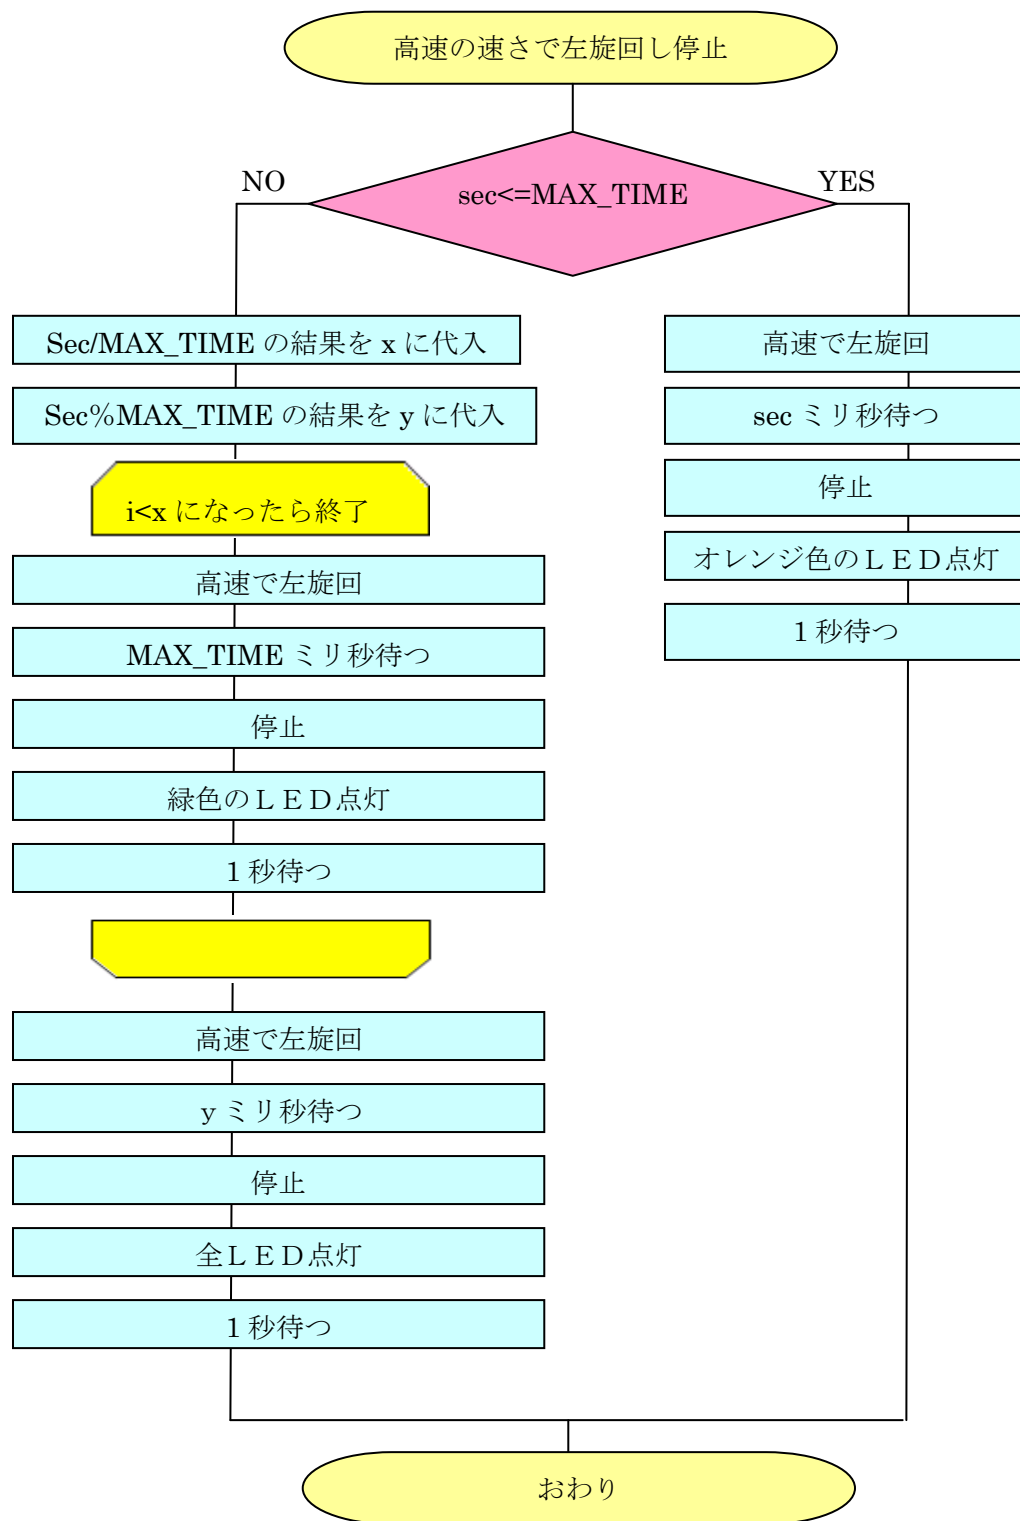 高速の速さで左旋回し停止
NO
YES
sec<=MAX_TIME
Sec/MAX_TIME の結果を x に代入
Sec%MAX_TIME の結果を y に代入
i<x になったら終了
高速で左旋回
MAX_TIME ミリ秒待つ
停止
緑色のＬＥＤ点灯
1 秒待つ
高速で左旋回
y ミリ秒待つ
停止
全ＬＥＤ点灯
1 秒待つ
高速で左旋回
sec ミリ秒待つ
停止
オレンジ色のＬＥＤ点灯
1 秒待つ
おわり